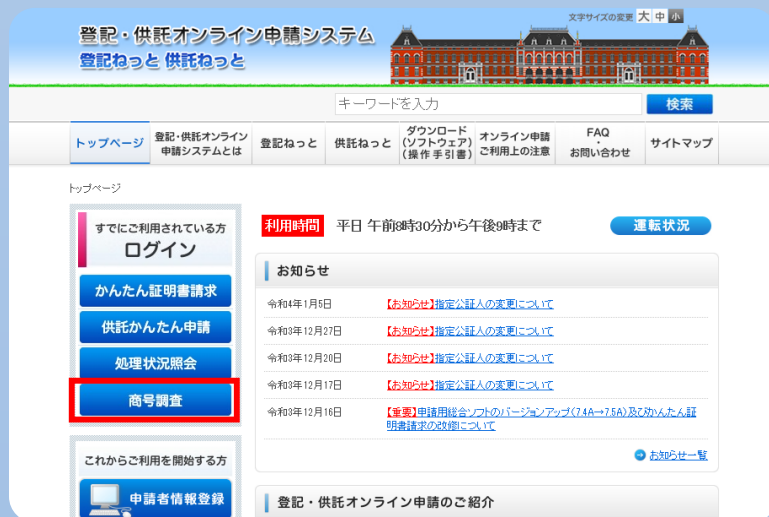 文字サイズの変更 大 中 小
登記・供託オンライン申請システム
登記ねっと 供託ねっと
キーワードを入力 検索
トップページ
登記・供託オンライン
申請システムとは
登記ねっと
供託ねっと
ダウンロード
(ソフトウェア)
(操作手引書)
オンライン申請
ご利用上の注意
FAQ
・
お問い合わせ
サイトマップ
トップページ
すでにご利用されている方
ログイン
かんたん証明書請求
供託かんたん申請
処理状況照会
商号調査
これからご利用を開始する方
申請者情報登録
利用時間 平日 午前8時30分から午後9時まで 運転状況
お知らせ
令和4年1月5日 【お知らせ】指定公証人の変更について
令和3年12月27日 【お知らせ】指定公証人の変更について
令和3年12月20日 【お知らせ】指定公証人の変更について
令和3年12月17日 【お知らせ】指定公証人の変更について
令和3年12月16日 【重要】申請用総合ソフトのバージョンアップ(7.4A→7.5A)及びかんたん証
明書請求の改修について
お知らせ一覧
登記・供託オンライン申請のご紹介